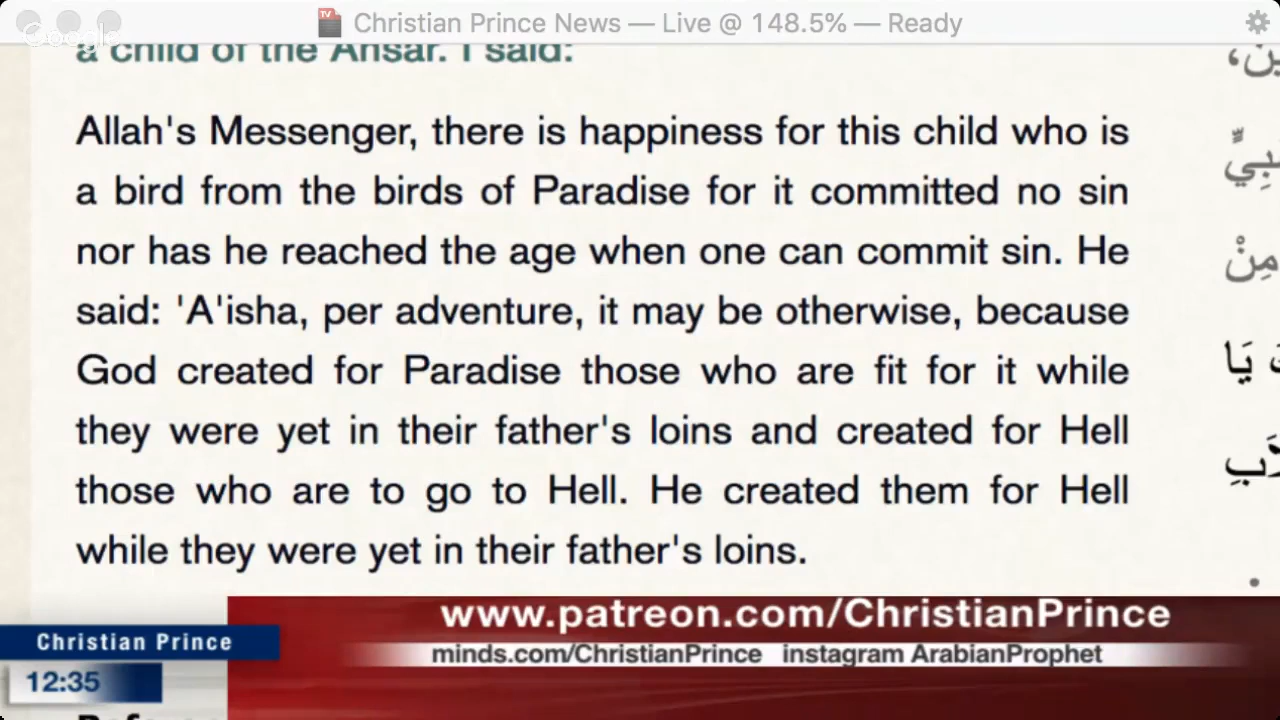 Christian Prince News — Live @ 148.5% — Ready
Google
a child of the Ansar. I said:
Allah's Messenger, there is happiness for this child who is
a bird from the birds of Paradise for it committed no sin
nor has he reached the age when one can commit sin. He
said: 'A'isha, per adventure, it may be otherwise, because
God created for Paradise those who are fit for it while
they were yet in their father's loins and created for Hell
those who are to go to Hell. He created them for Hell
while they were yet in their father's loins.
مِنْ
يَا
www.patreon.com/ChristianPrince
Christian Prince
minds.com/ChristianPrince instagram ArabianProphet
12:35